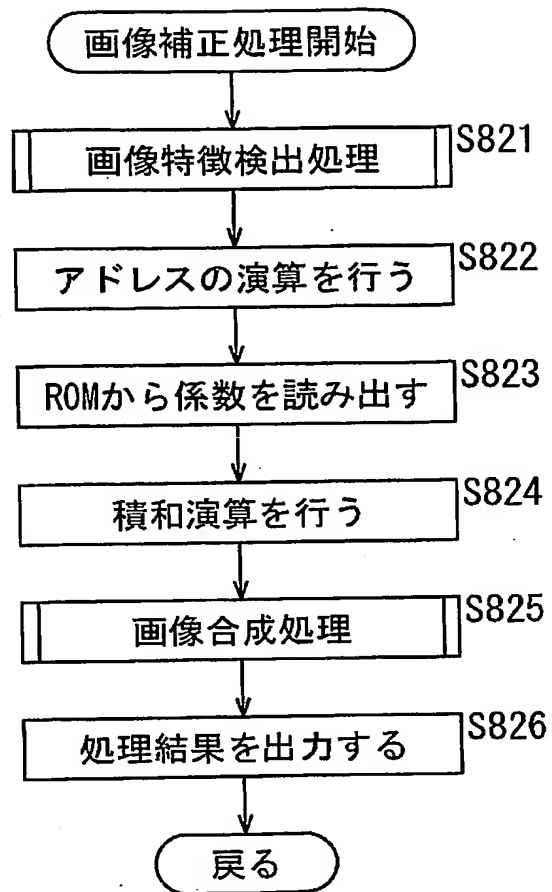 画像補正処理開始
画像特徴検出処理 S821
アドレスの演算を行う S822
ROMから係数を読み出す S823
積和演算を行う S824
画像合成処理 S825
処理結果を出力する S826
戻る